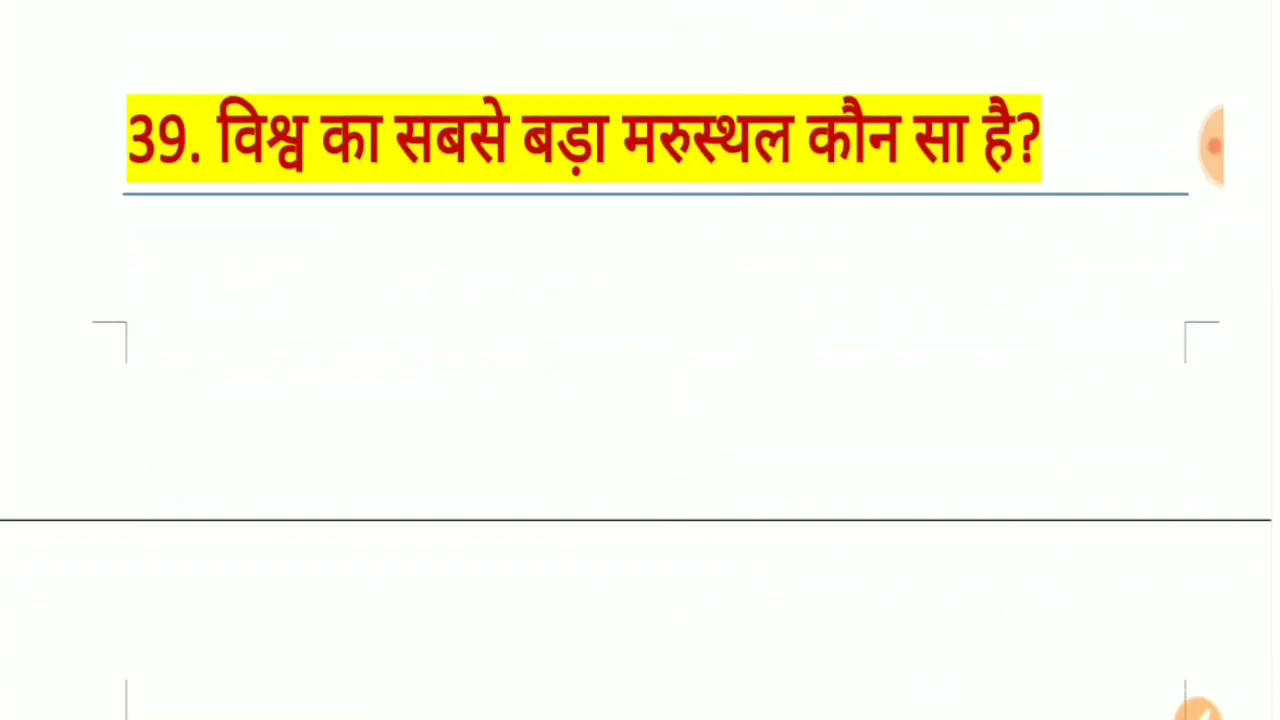 39. विश्व का सबसे बड़ा मरुस्थल कौन सा है?